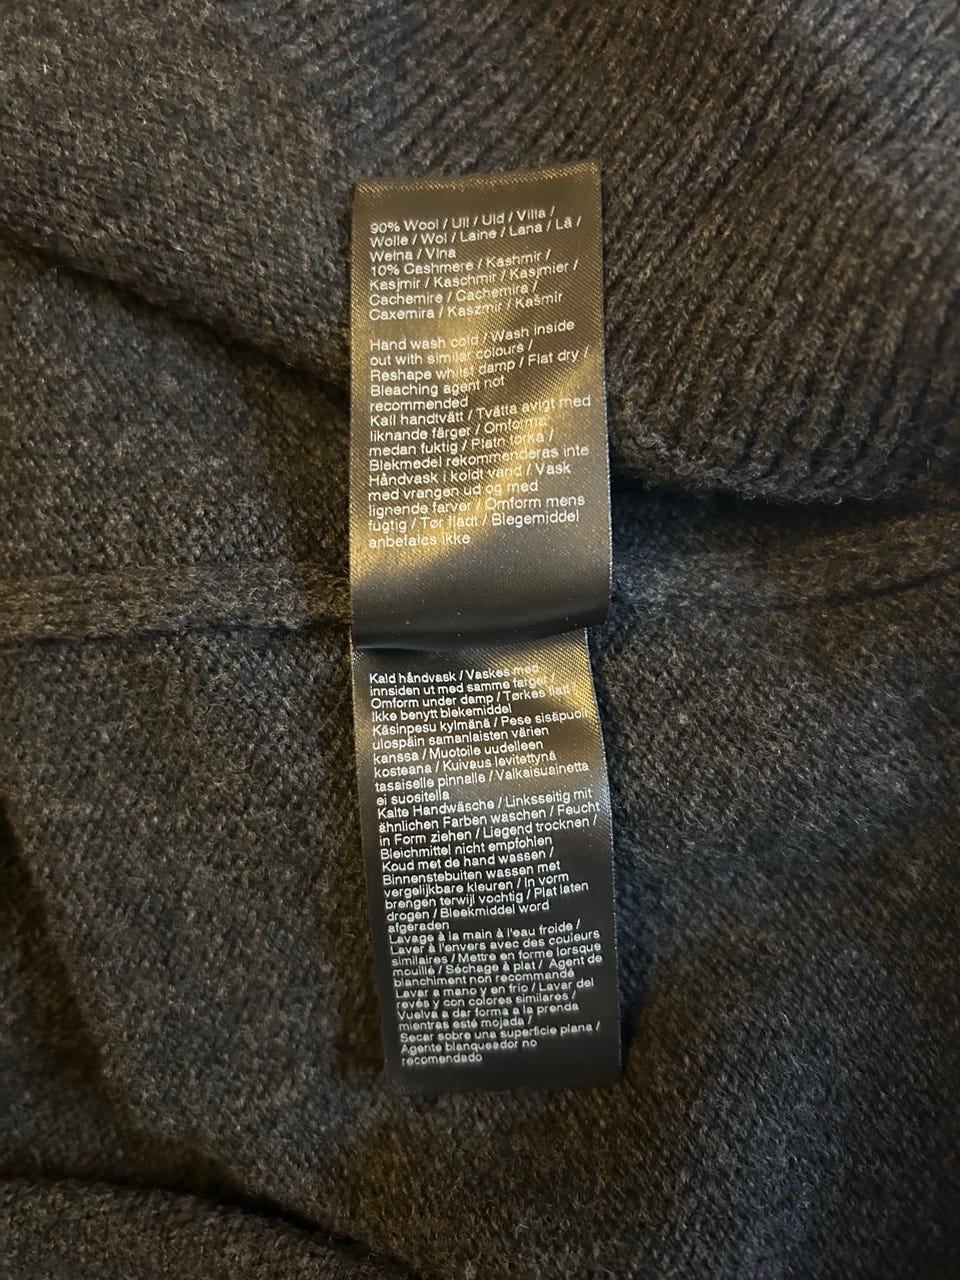 90% Wool / Ull / Uld / Villa /
Wolle / Wol / Laine / Lana / Lã /
Wełna / Vlna
10% Cashmere / Kashmir /
Kasjmir / Kaschmir / Kasjmier /
Cachemire / Cachemira /
Caxemira / Kaszmir / Kašmír
Hand wash cold / Wash inside
out with similar colours /
Reshape whilst damp / Flat dry /
Bleaching agent not
recommended
Kall handtvätt / Tvätta avigt med
liknande färger / Omforma
medan fuktig / Plattorka /
Blekmedel rekommenderas inte
Håndvask i koldt vand / Vask
med vrangen ud og med
lignende farver / Omform mens
fugtig / Tør fladt / Blegemiddel
anbefales ikke
Kald håndvask / Vaskes med
innsiden ut med samme farger /
Omform under damp / Tørkes flatt /
Ikke benytt blekemiddel
Käsinpesu kylmänä / Pese sisäpuoli
ulospäin samanlaisten värien
kanssa / Muotoile uudelleen
kosteana / Kuivaus levitettynä
tasaiselle pinnalle / Valkaisuainetta
ei suositella
Kalte Handwäsche / Linksseitig mit
ähnlichen Farben waschen / Feucht
in Form ziehen / Liegend trocknen /
Bleichmittel nicht empfohlen
Koud met de hand wassen /
Binnenstebuiten wassen met
vergelijkbare kleuren / In vorm
brengen terwijl vochtig / Plat laten
drogen / Bleekmiddel word
afgeraden
Lavage à la main à l'eau froide /
Laver à l'envers avec des couleurs
similaires / Mettre en forme lorsque
mouillé / Séchage à plat / Agent de
blanchiment non recommandé
Lavar a mano y en frío / Lavar del
revés y con colores similares /
Vuelva a dar forma a la prenda
mientras esté mojada /
Secar sobre una superficie plana /
Agente blanqueador no
recomendado